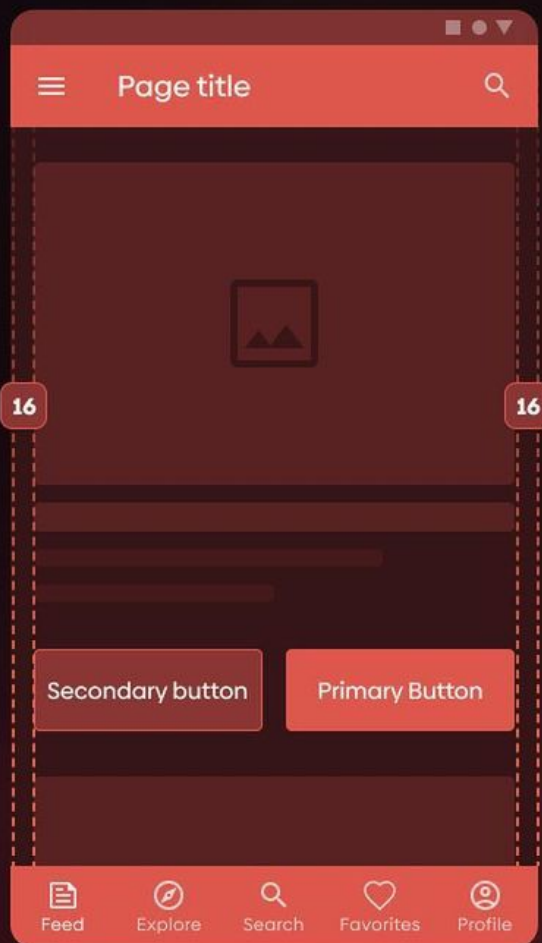 Page title
16 16
Secondary button Primary Button
Feed Explore Search Favorites Profile